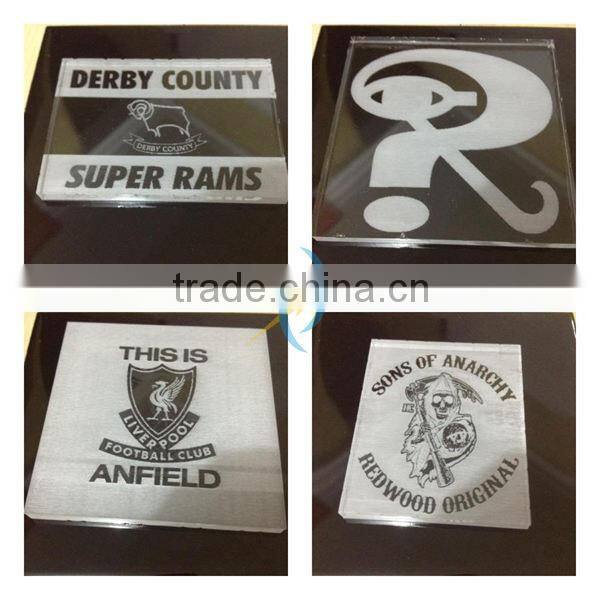 DERBY COUNTY
DERBY COUNTY
SUPER RAMS
trade.china.cn
THIS IS
LIVERPOOL
FOOTBALL CLUB
ANFIELD
SONS OF ANARCHY
REDWOOD ORIGINAL